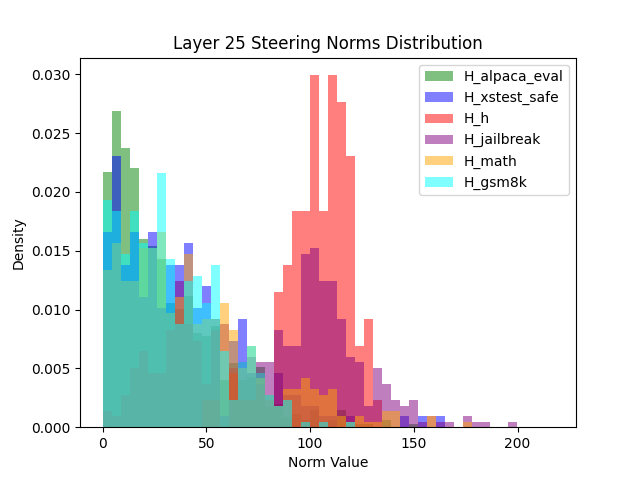 Layer 25 Steering Norms Distribution
0.030
0.025
0.020
0.015
0.010
0.005
0.000
Density
H_alpaca_eval
H_xstest_safe
H_h
H_jailbreak
H_math
H_gsm8k
0
50
100
150
200
Norm Value